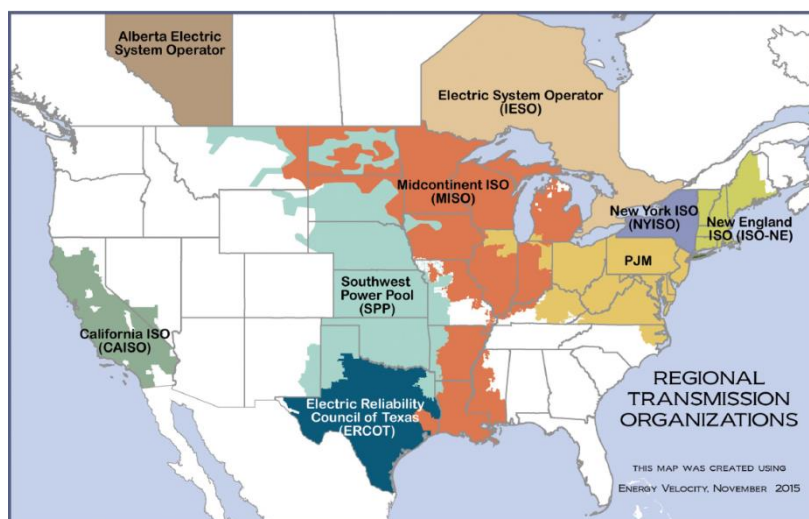 Alberta Electric
System Operator
Electric System Operator
(IESO)
Midcontinent ISO
(MISO)
New York ISO
(NYISO)
New England
ISO (ISO-NE)
PJM
Southwest
Power Pool
(SPP)
California ISO
(CAISO)
Electric Reliability
Council of Texas
(ERCOT)
REGIONAL
TRANSMISSION
ORGANIZATIONS
THIS MAP WAS CREATED USING
ENERGY VELOCITY, NOVEMBER 2015